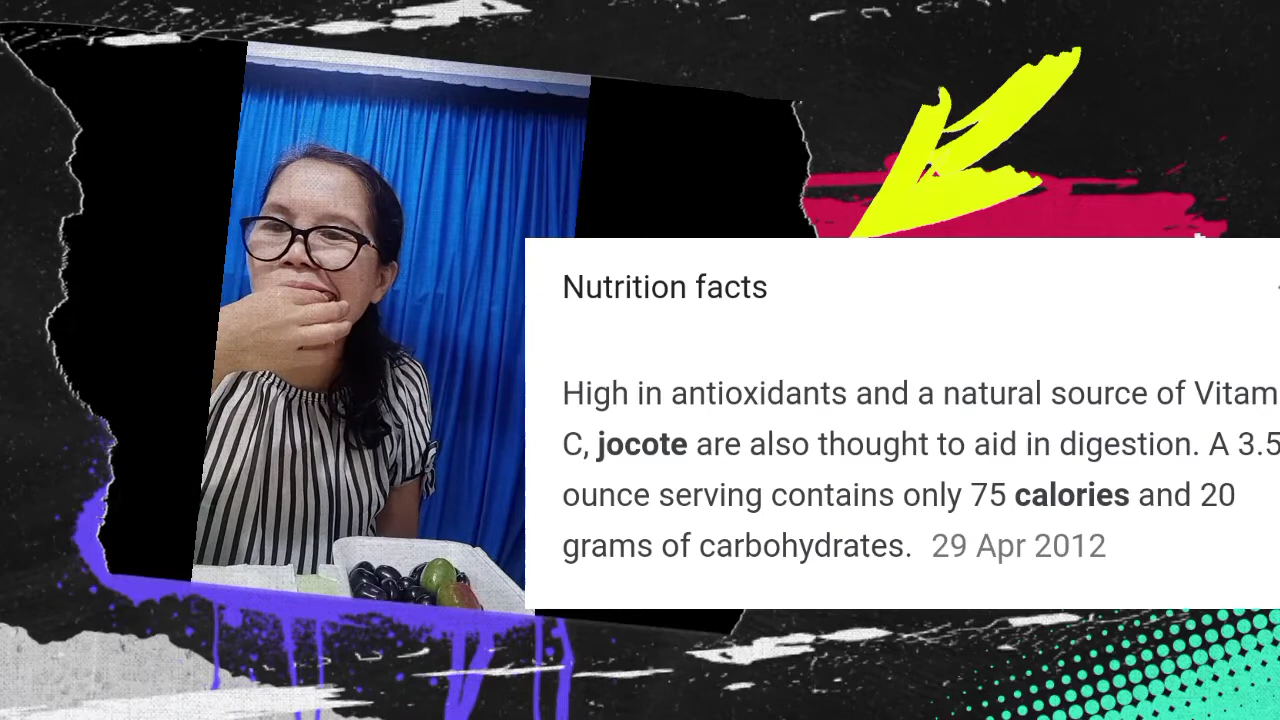 Nutrition facts
High in antioxidants and a natural source of Vitam
C, jocote are also thought to aid in digestion. A 3.5
ounce serving contains only 75 calories and 20
grams of carbohydrates. 29 Apr 2012